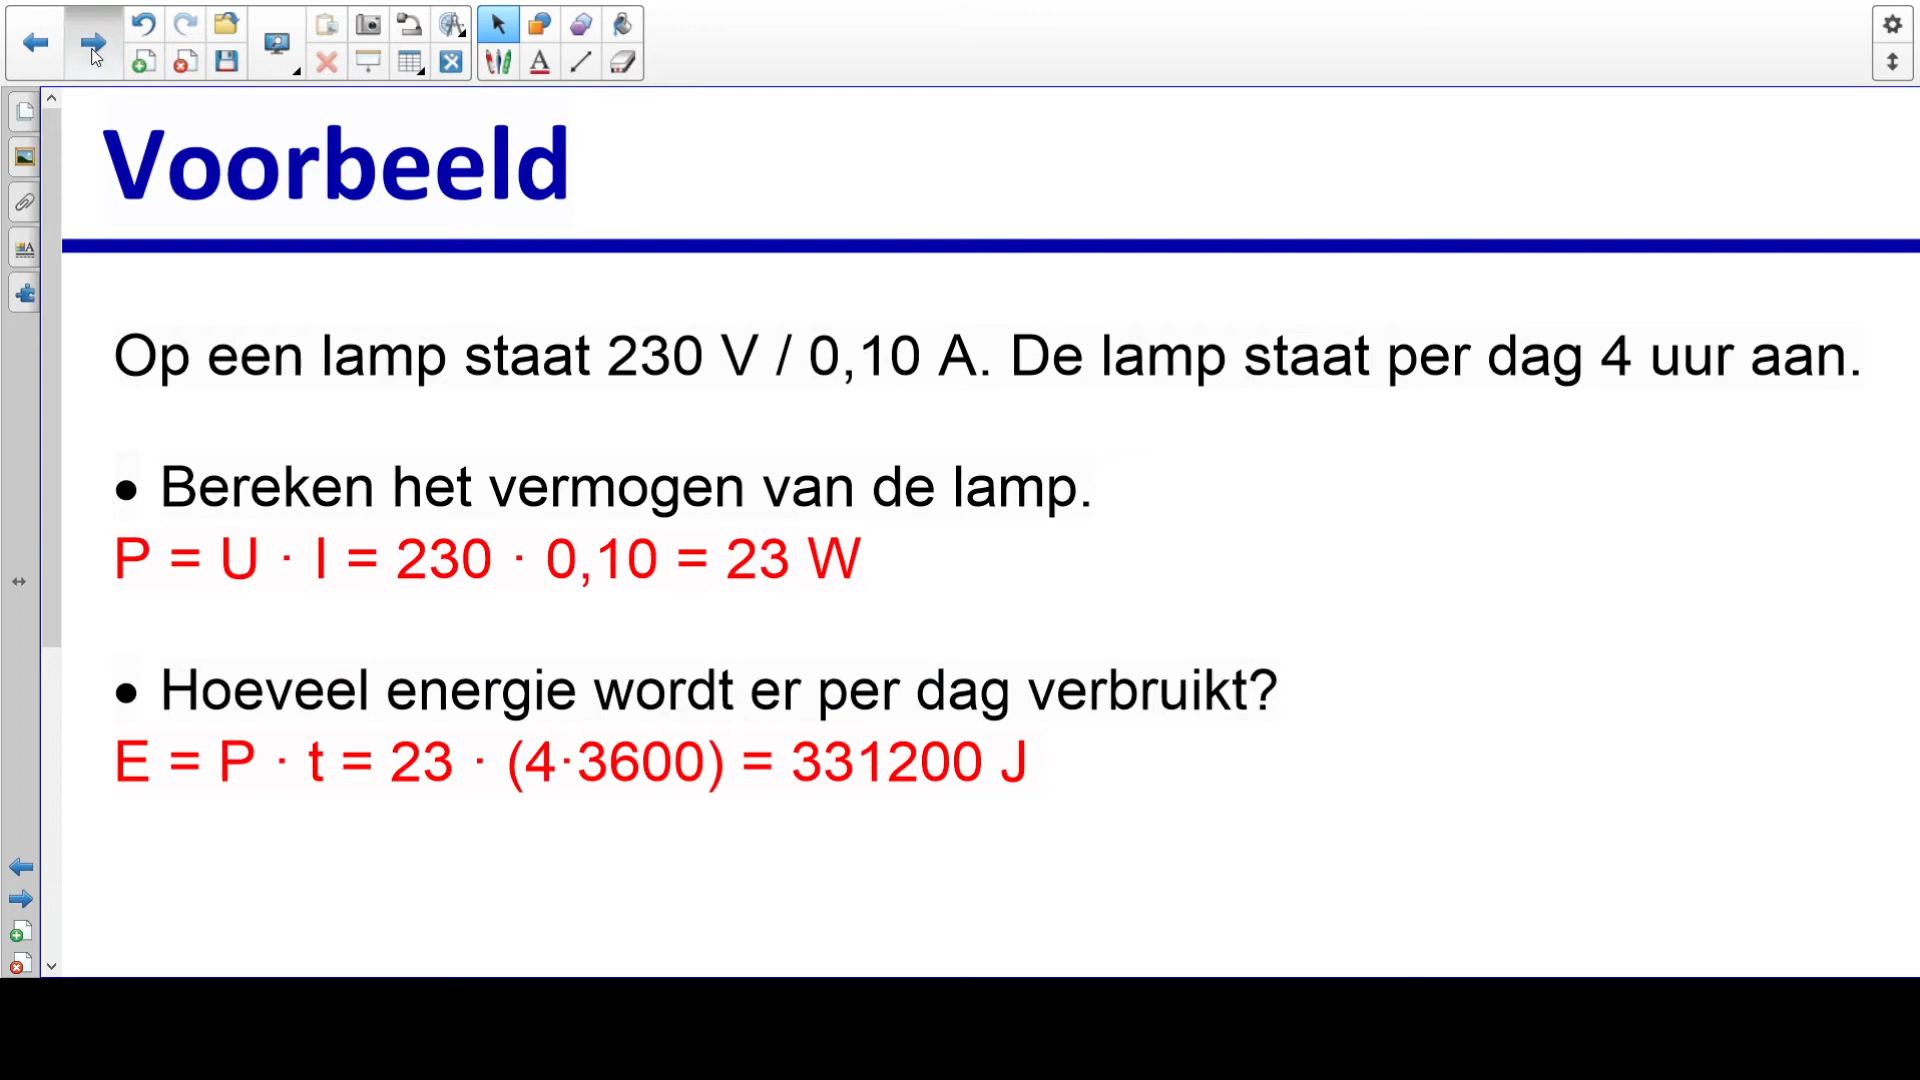 Voorbeeld
Op een lamp staat 230 V / 0,10 A. De lamp staat per dag 4 uur aan.
• Bereken het vermogen van de lamp.
P = U · I = 230 · 0,10 = 23 W
• Hoeveel energie wordt er per dag verbruikt?
E = P · t = 23 · (4·3600) = 331200 J